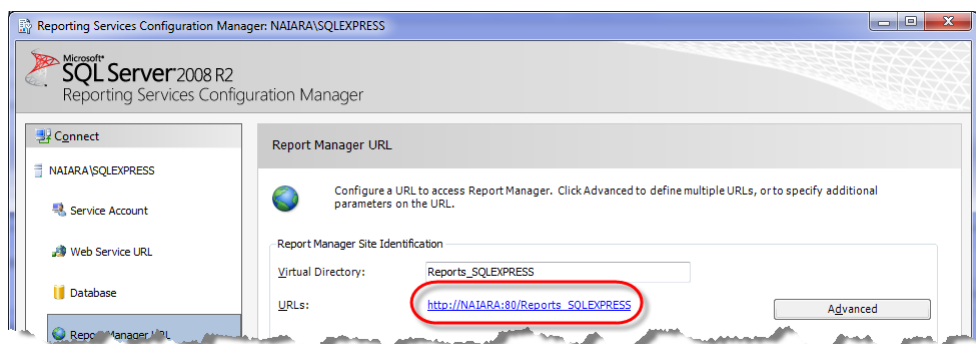 Reporting Services Configuration Manager: NAIARA\SQLEXPRESS
Microsoft
SQL Server 2008 R2
Reporting Services Configuration Manager
Connect
NAIARA\SQLEXPRESS
Service Account
Web Service URL
Database
Report Manager URL
Report Manager URL
Configure a URL to access Report Manager. Click Advanced to define multiple URLs, or to specify additional
parameters on the URL.
Report Manager Site Identification
Virtual Directory: Reports_SQLEXPRESS
URLs: http://NAIARA:80/Reports_SQLEXPRESS
Advanced